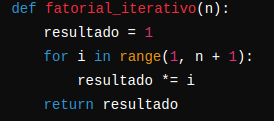 def fatorial_iterativo(n):
    resultado = 1
    for i in range(1, n + 1):
        resultado *= i
    return resultado